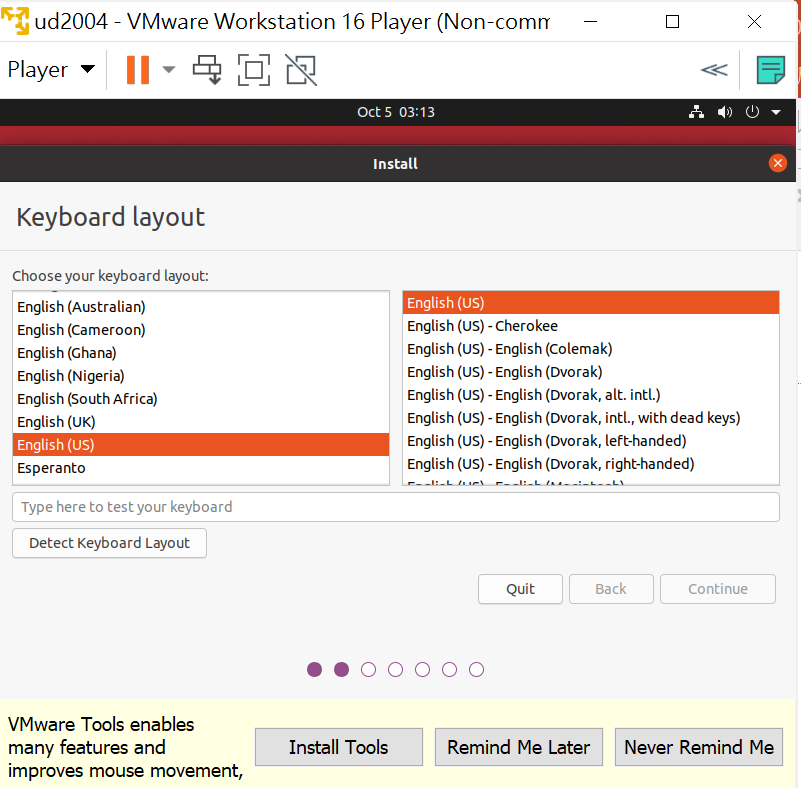 ud2004 - VMware Workstation 16 Player (Non-comm
Player
Oct 5 03:13
Install
Keyboard layout
Choose your keyboard layout:
English (Australian)
English (Cameroon)
English (Ghana)
English (Nigeria)
English (South Africa)
English (UK)
English (US)
Esperanto
English (US)
English (US) - Cherokee
English (US) - English (Colemak)
English (US) - English (Dvorak)
English (US) - English (Dvorak, alt. intl.)
English (US) - English (Dvorak, intl., with dead keys)
English (US) - English (Dvorak, left-handed)
English (US) - English (Dvorak, right-handed)
English (US) - English (Macintosh)
Type here to test your keyboard
Detect Keyboard Layout
Quit
Back
Continue
VMware Tools enables
many features and
improves mouse movement,
Install Tools
Remind Me Later
Never Remind Me